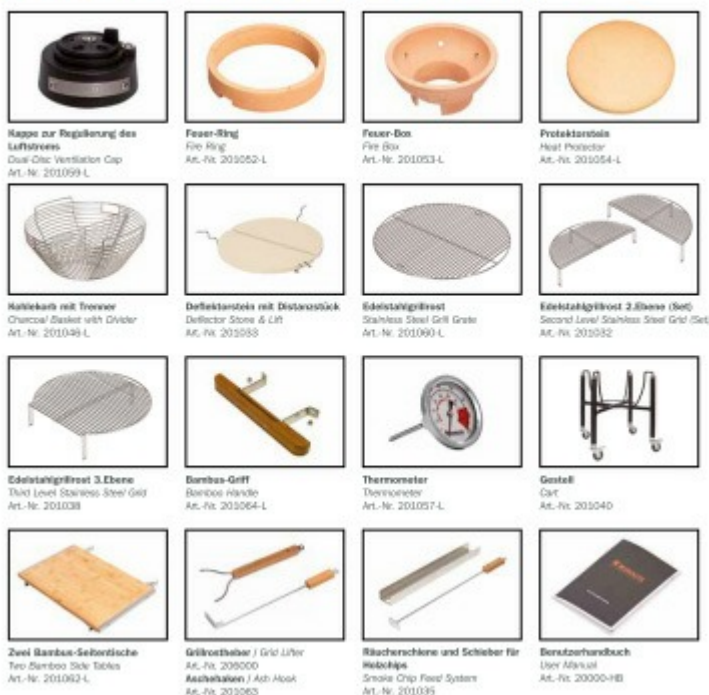 Kappe zur Regulierung des
Luftstroms
Dual-Disc Ventilation Cap
Art.-Nr. 201059-L
Feuer-Ring
Fire Ring
Art.-Nr. 201052-L
Feuer-Box
Fire Box
Art.-Nr. 201053-L
Protektorstein
Heat Protector
Art.-Nr. 201054-L
Kohlekorb mit Trenner
Charcoal Basket with Divider
Art.-Nr. 201046-L
Deflektorstein mit Distanzstück
Deflector Stone & Lift
Art.-Nr. 201033
Edelstahlgrillrost
Stainless Steel Grill Grate
Art.-Nr. 201060-L
Edelstahlgrillrost 2.Ebene (Set)
Second Level Stainless Steel Grid (Set)
Art.-Nr. 201032
Edelstahlgrillrost 3.Ebene
Third Level Stainless Steel Grid
Art.-Nr. 201038
Bambus-Griff
Bamboo Handle
Art.-Nr. 201064-L
Thermometer
Thermometer
Art.-Nr. 201057-L
Gestell
Cart
Art.-Nr. 201040
Zwei Bambus-Seitentische
Two Bamboo Side Tables
Art.-Nr. 201062-L
Grillrostheber / Grid Lifter
Art.-Nr. 206000
Aschehaken / Ash Hook
Art.-Nr. 201063
Räucherschiene und Schieber für
Holzchips
Smoke Chip Feed System
Art.-Nr. 201035
Benutzerhandbuch
User Manual
Art.-Nr. 20000-HB